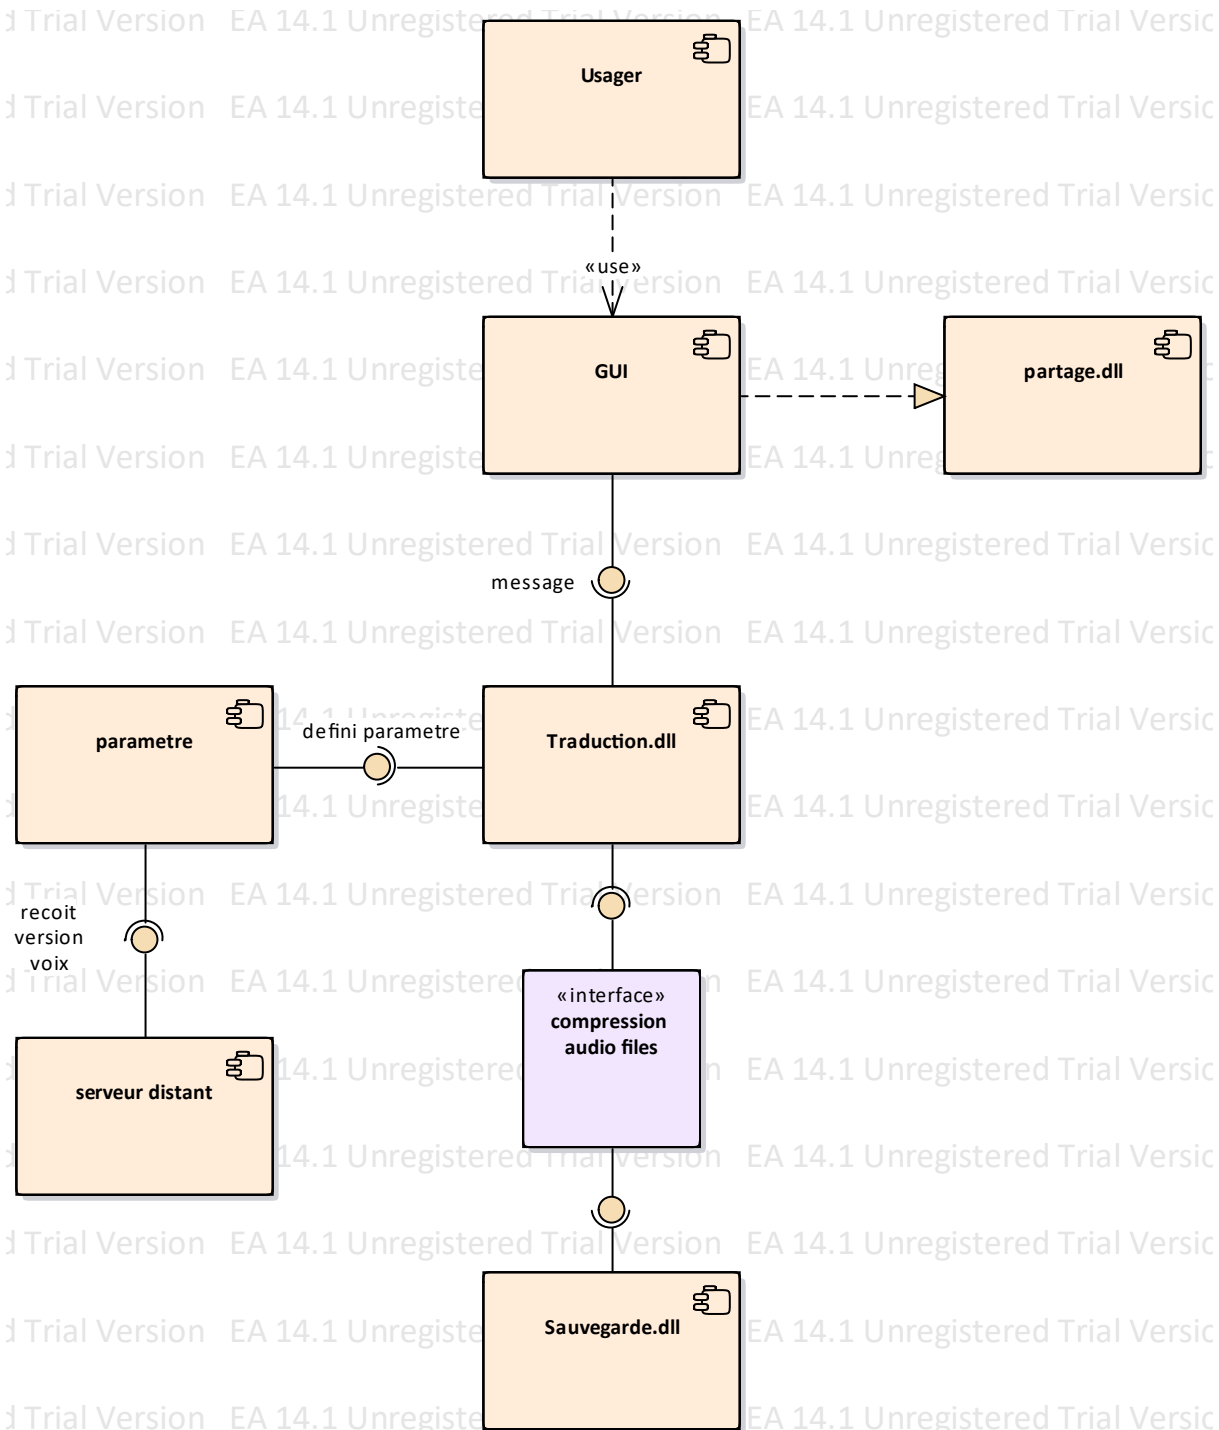 EA 14.1 Unregistered Trial Version
Usager
«use»
GUI
partage.dll
message
parametre
defini parametre
Traduction.dll
recoit
version
voix
«interface»
compression
audio files
serveur distant
Sauvegarde.dll